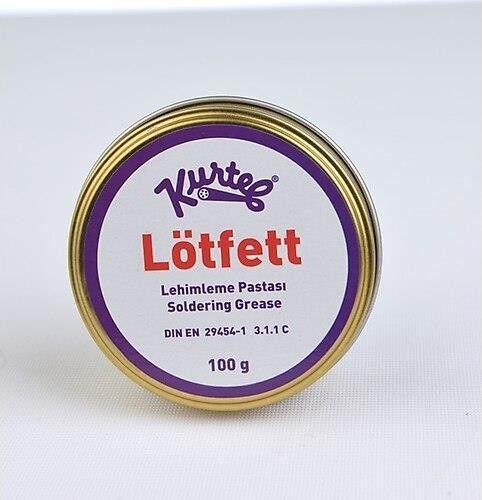 Kurtel®
Lötfett
Lehimleme Pastası
Soldering Grease
DIN EN 29454-1 3.1.1 C
100 g